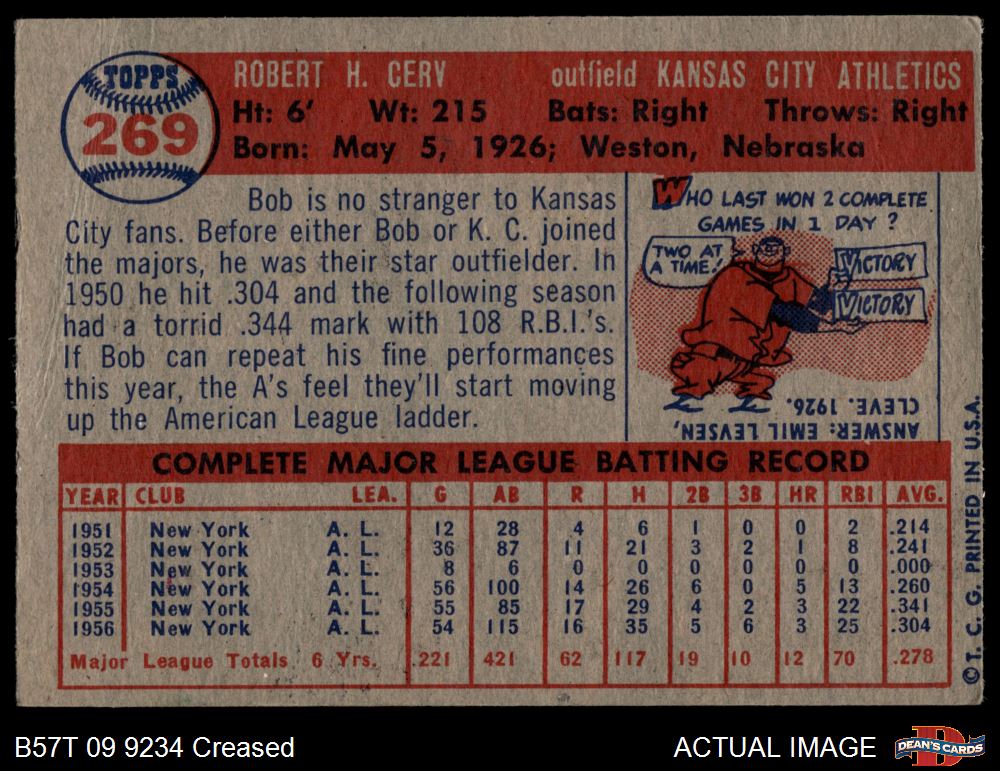 TOPPS
269
ROBERT H. CERV outfield KANSAS CITY ATHLETICS
Ht: 6' Wt: 215 Bats: Right Throws: Right
Born: May 5, 1926; Weston, Nebraska
Bob is no stranger to Kansas
City fans. Before either Bob or K. C. joined
the majors, he was their star outfielder. In
1950 he hit .304 and the following season
had a torrid .344 mark with 108 R.B.I.'s.
If Bob can repeat his fine performances
this year, the A's feel they'll start moving
up the American League ladder.
WHO LAST WON 2 COMPLETE
GAMES IN 1 DAY?
TWO AT
A TIME!
VICTORY
VICTORY
ANSWER: EMIL LEVSEN,
CLEVE. 1926.
COMPLETE MAJOR LEAGUE BATTING RECORD
YEAR CLUB LEA. G AB R H 2B 3B HR RBI AVG.
1951 New York A. L. 12 28 4 6 1 0 0 2 .214
1952 New York A. L. 36 87 11 21 3 2 1 8 .241
1953 New York A. L. 8 6 0 0 0 0 0 0 .000
1954 New York A. L. 56 100 14 26 6 0 5 13 .260
1955 New York A. L. 55 85 17 29 4 2 3 22 .341
1956 New York A. L. 54 115 16 35 5 6 3 25 .304
Major League Totals 6 Yrs. .221 421 62 117 19 10 12 70 .278
© T. C. G. PRINTED IN U.S.A.
B57T 09 9234 Creased ACTUAL IMAGE
DEAN'S CARDS